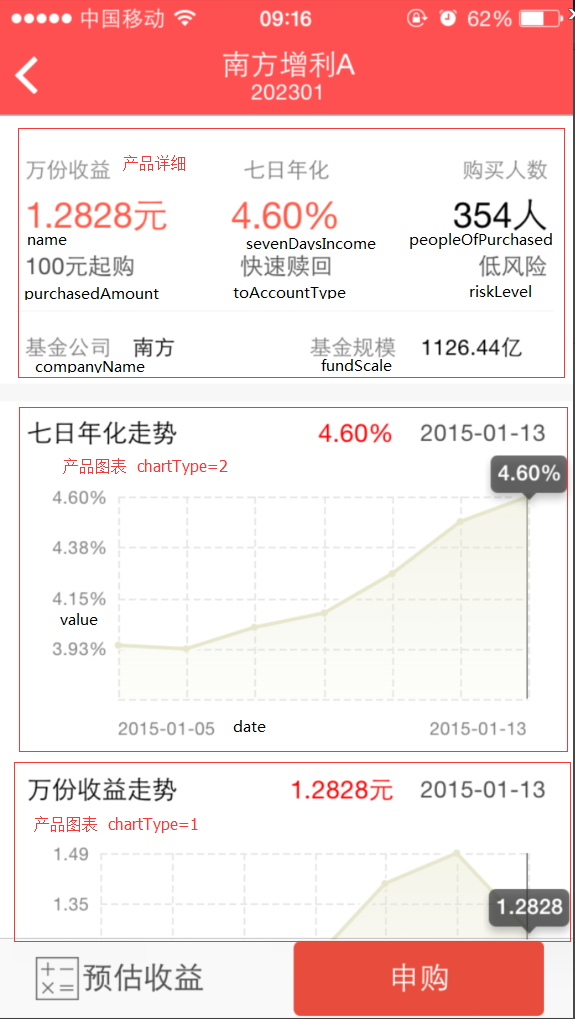 中国移动 09:16 62%
南方增利A
202301
万份收益 产品详细 七日年化 购买人数
1.2828元 4.60% 354人
name sevenDaysIncome peopleOfPurchased
100元起购 快速赎回 低风险
purchasedAmount toAccountType riskLevel
基金公司 南方 基金规模 1126.44亿
companyName fundScale
七日年化走势 4.60% 2015-01-13
产品图表 chartType=2
4.60%
4.60%
4.38%
4.15%
value
3.93%
2015-01-05 date 2015-01-13
万份收益走势 1.2828元 2015-01-13
产品图表 chartType=1
1.49
1.35
1.2828
预估收益 申购